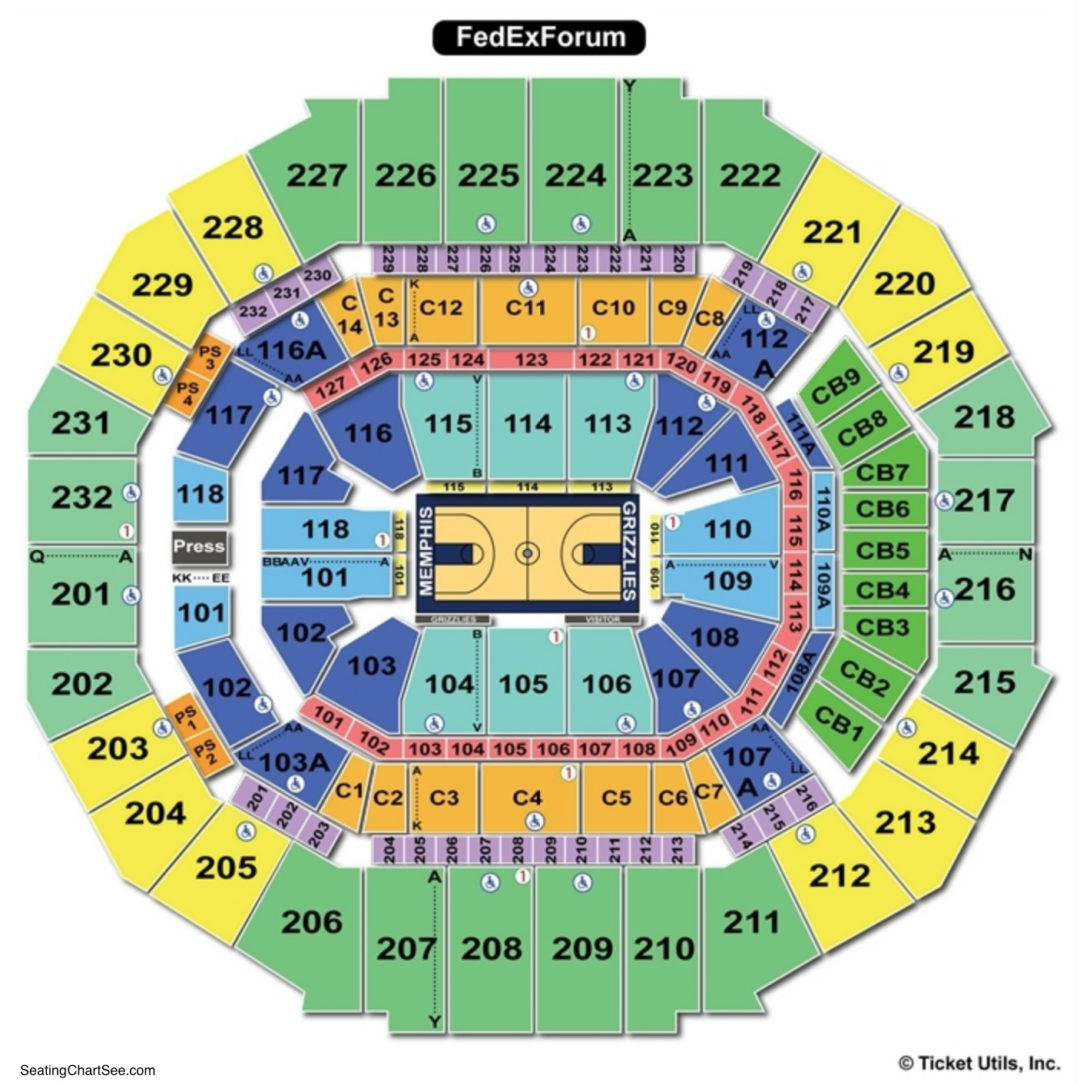 FedExForum
227 226 225 224 223 222
Y
A
228 221
229 220
230 219
231 218
232 217
1
Q A
A N
201 216
202 215
203 214
204 213
205 212
206 207 208 209 210 211
1
A
Y
232 231 230 229 228 227 226 225 224 223 222 221 220 219 218 217
C14 C13 C12 C11 C10 C9 C8
K
A
1
PS 3
PS 4
LL AA
116A
LL
AA
112 A
127 126 125 124 123 122 121 120 119 118 117 116 115 114 113 112 111 110 109 108 107 106 105 104 103 102 101
CB9
CB8
CB7
CB6
CB5
CB4
CB3
CB2
CB1
111A
110A
109A
108A
117
118
Press
KK EE
101
102
116 115 114 113 112
V
B
117 111
115 114 113
118 110
1
1
118
110
MEMPHIS
GRIZZLIES
BBAAV A
101 109
A V
101
109
GRIZZLIES VISITOR
102 108
103 104 105 106 107
B
V
1
PS 1
PS 2
AA
LL
103A
AA
LL
107 A
C1 C2 C3 C4 C5 C6 C7
A
K
1
201 202 203 204 205 206 207 208 209 210 211 212 213 214 215 216
SeatingChartSee.com
© Ticket Utils, Inc.